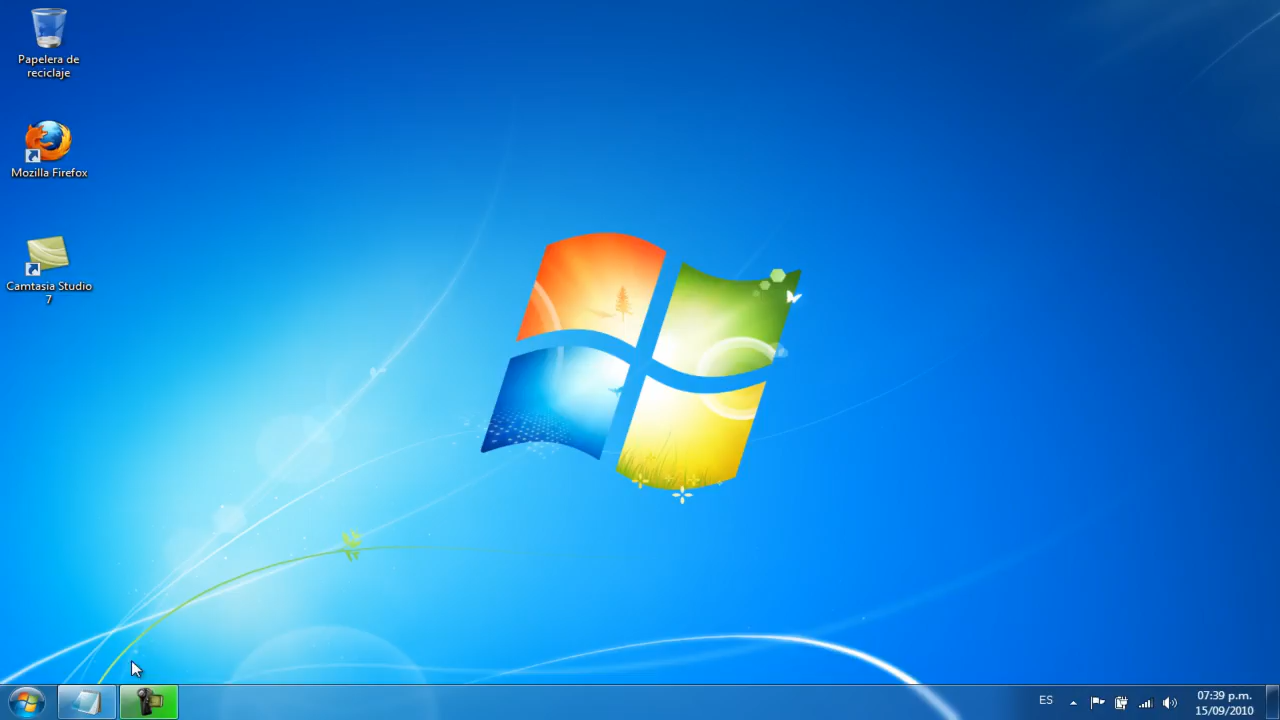 Papelera de
reciclaje
Mozilla Firefox
Camtasia Studio
7
ES
07:39 p.m.
15/09/2010